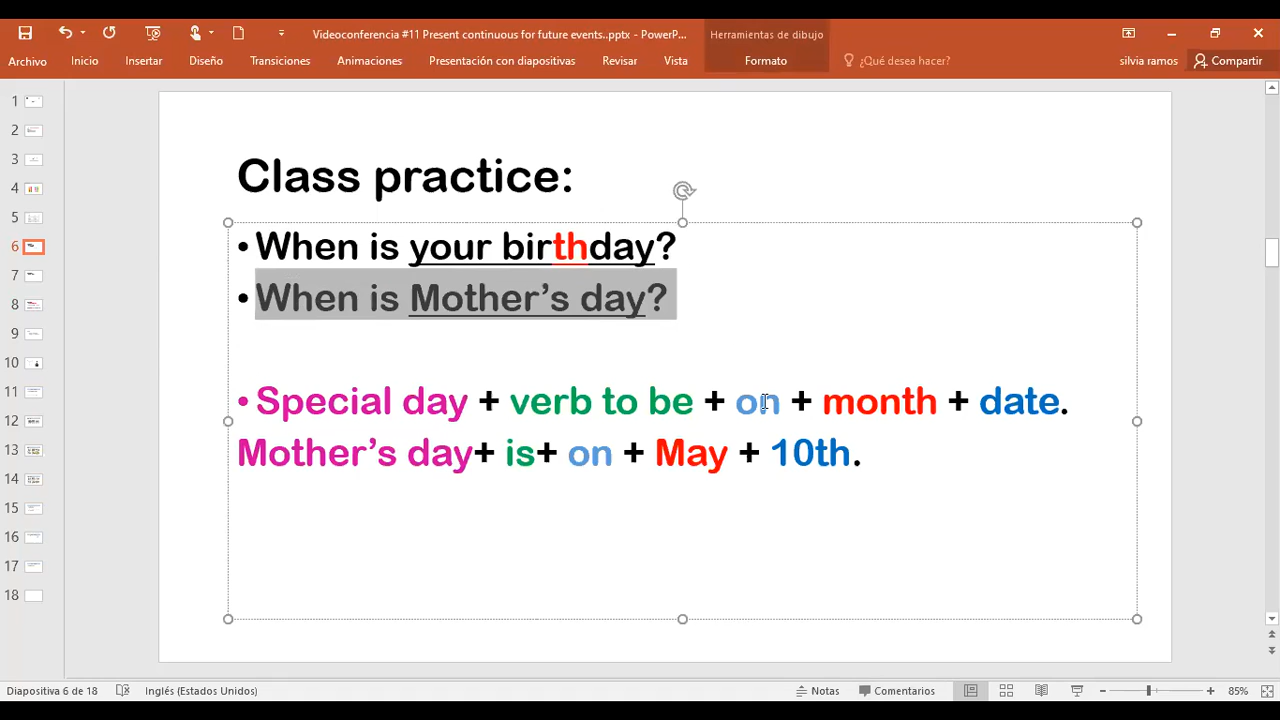 Videoconferencia #11 Present continuous for future events..pptx - PowerP...
Herramientas de dibujo
Archivo Inicio Insertar Diseño Transiciones Animaciones Presentación con diapositivas Revisar Vista Formato ¿Qué desea hacer? silvia ramos Compartir
1
2
3
4
5
6
7
8
9
10
11
12
13
14
15
16
17
18
Class practice:
• When is your birthday?
• When is Mother’s day?
• Special day + verb to be + on + month + date.
Mother’s day+ is+ on + May + 10th.
Diapositiva 6 de 18 Inglés (Estados Unidos) Notas Comentarios 85%